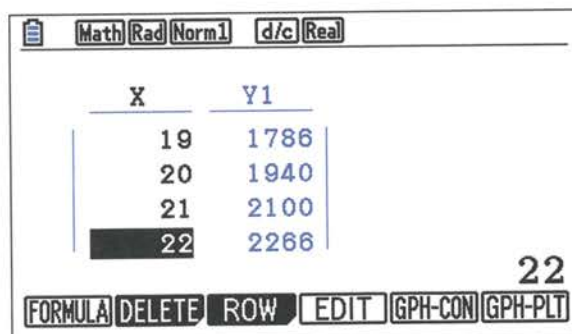 Math Rad Norm1 d/c Real
X Y1
19 1786
20 1940
21 2100
22 2266
22
FORMULA DELETE ROW EDIT GPH-CON GPH-PLT